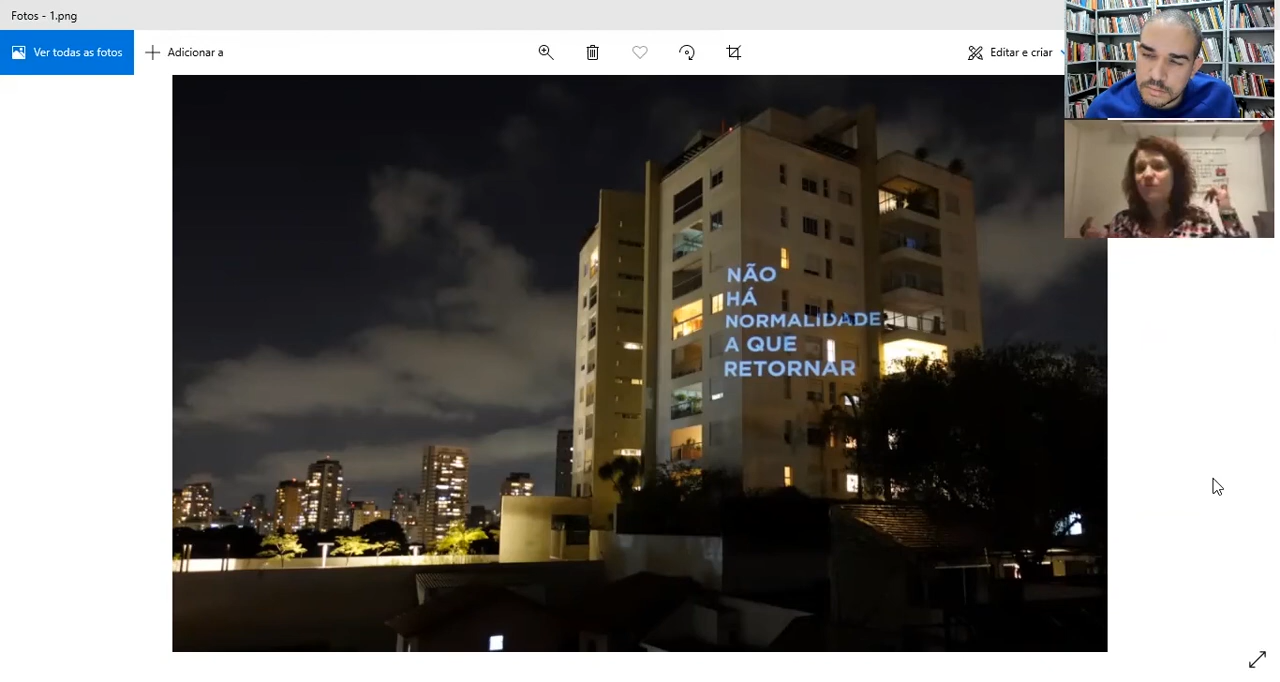 Fotos - 1.png
Ver todas as fotos
Adicionar a
Editar e criar
NÃO
HÁ
NORMALIDADE
A QUE
RETORNAR